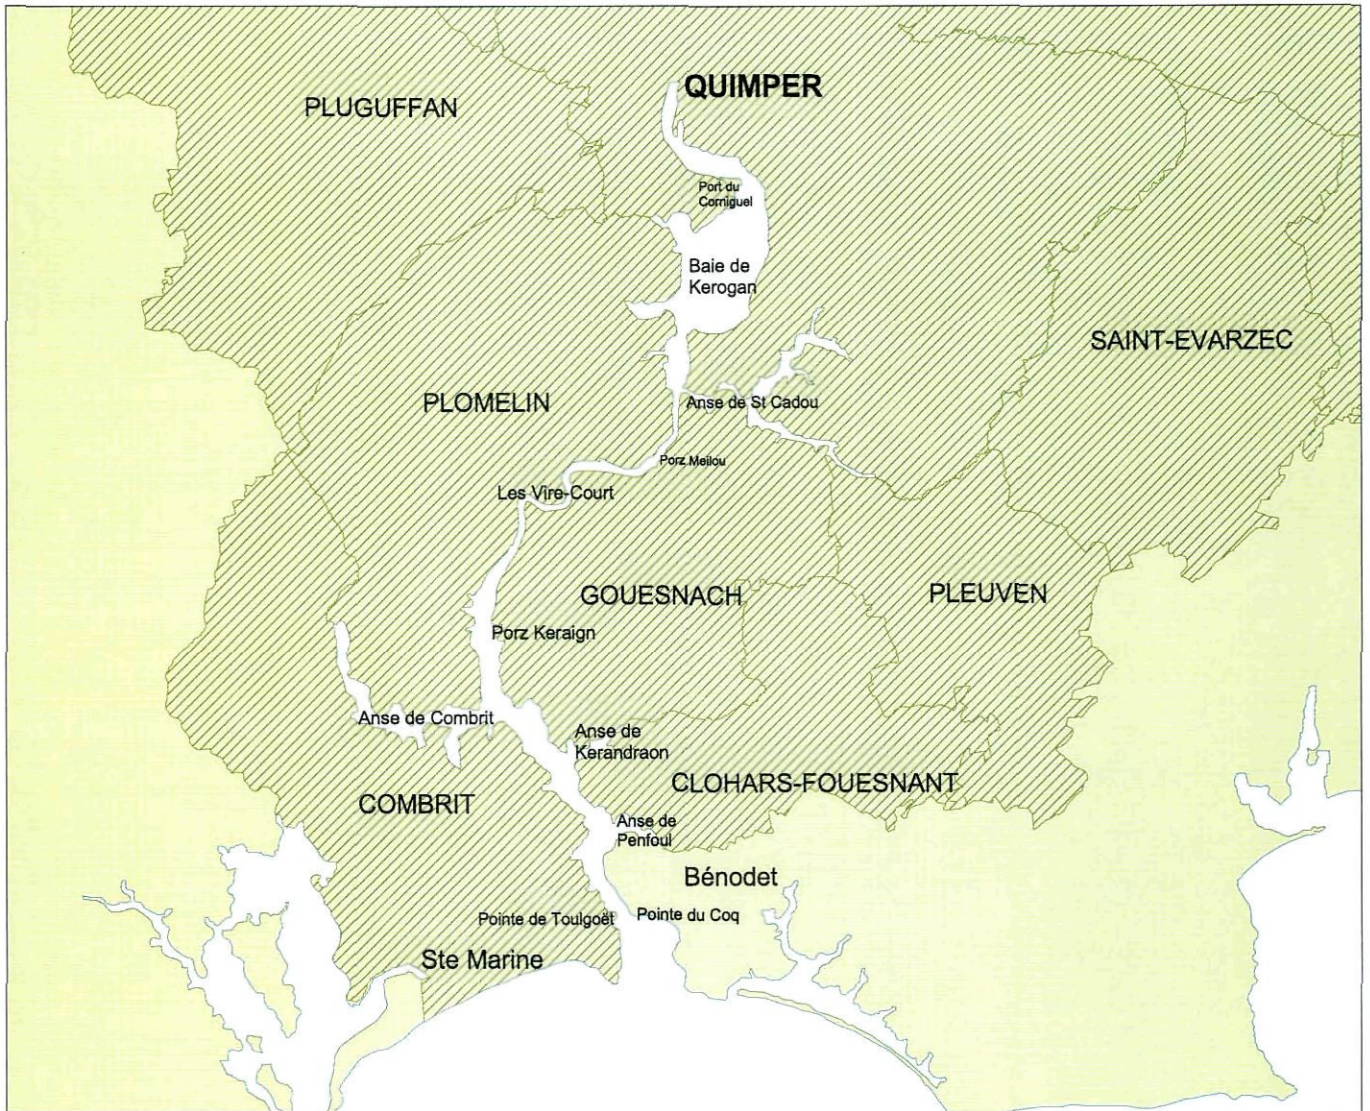 QUIMPER
PLUGUFFAN
Port du
Corniguel
Baie de
Kerogan
SAINT-EVARZEC
PLOMELIN
Anse de St Cadou
Porz Meilou
Les Vire-Court
GOUESNACH
PLEUVEN
Porz Keraign
Anse de Combrit
Anse de
Kerandraon
CLOHARS-FOUESNANT
COMBRIT
Anse de
Penfoul
Bénodet
Pointe de Toulgoët
Pointe du Coq
Ste Marine